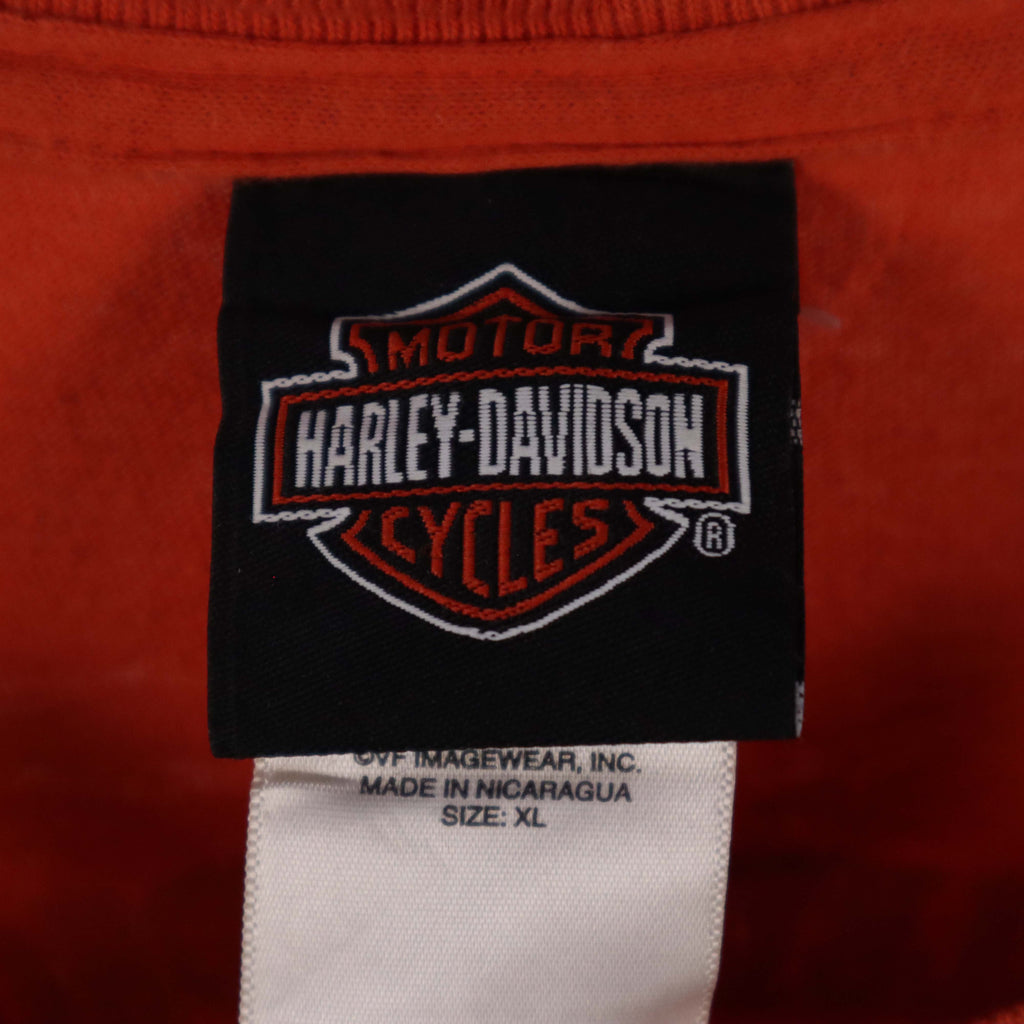 MOTOR
HARLEY-DAVIDSON
CYCLES
®
©VF IMAGEWEAR, INC.
MADE IN NICARAGUA
SIZE: XL